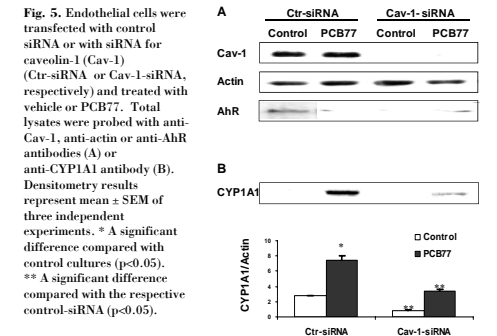 Fig. 5. Endothelial cells were
transfected with control
siRNA or with siRNA for
caveolin-1 (Cav-1)
(Ctr-siRNA or Cav-1-siRNA,
respectively) and treated with
vehicle or PCB77. Total
lysates were probed with anti-
Cav-1, anti-actin or anti-AhR
antibodies (A) or
anti-CYP1A1 antibody (B).
Densitometry results
represent mean ± SEM of
three independent
experiments. * A significant
difference compared with
control cultures (p<0.05).
** A significant difference
compared with the respective
control-siRNA (p<0.05).
A
Ctr-siRNA Cav-1- siRNA
Control PCB77 Control PCB77
Cav-1
Actin
AhR
B
CYP1A1
CYP1A1/Actin
10
8
6
4
2
0
*
** **
Control
PCB77
Ctr-siRNA Cav-1-siRNA